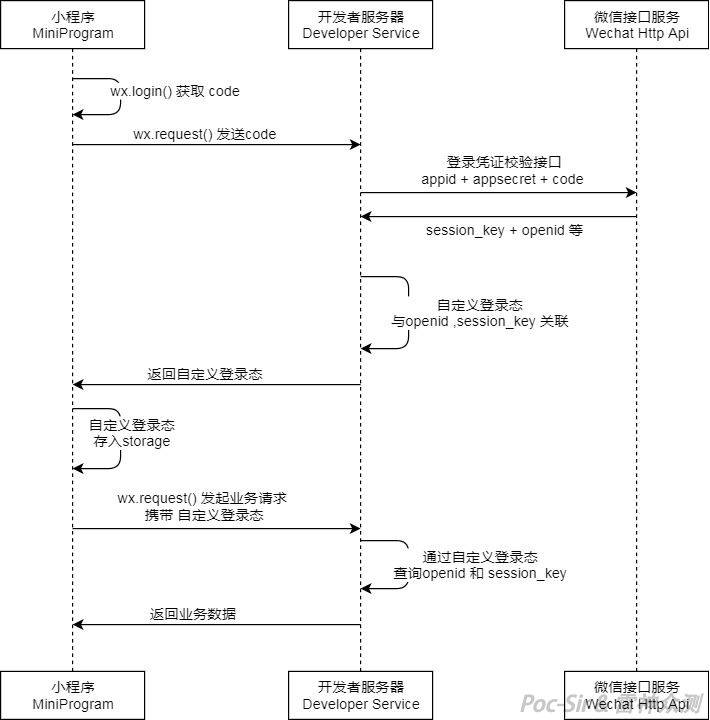 小程序
MiniProgram
开发者服务器
Developer Service
微信接口服务
Wechat Http Api
wx.login() 获取 code
wx.request() 发送code
登录凭证校验接口
appid + appsecret + code
session_key + openid 等
自定义登录态
与openid ,session_key 关联
返回自定义登录态
自定义登录态
存入storage
wx.request() 发起业务请求
携带 自定义登录态
通过自定义登录态
查询openid 和 session_key
返回业务数据
小程序
MiniProgram
开发者服务器
Developer Service
微信接口服务
Wechat Http Api
雷神众测